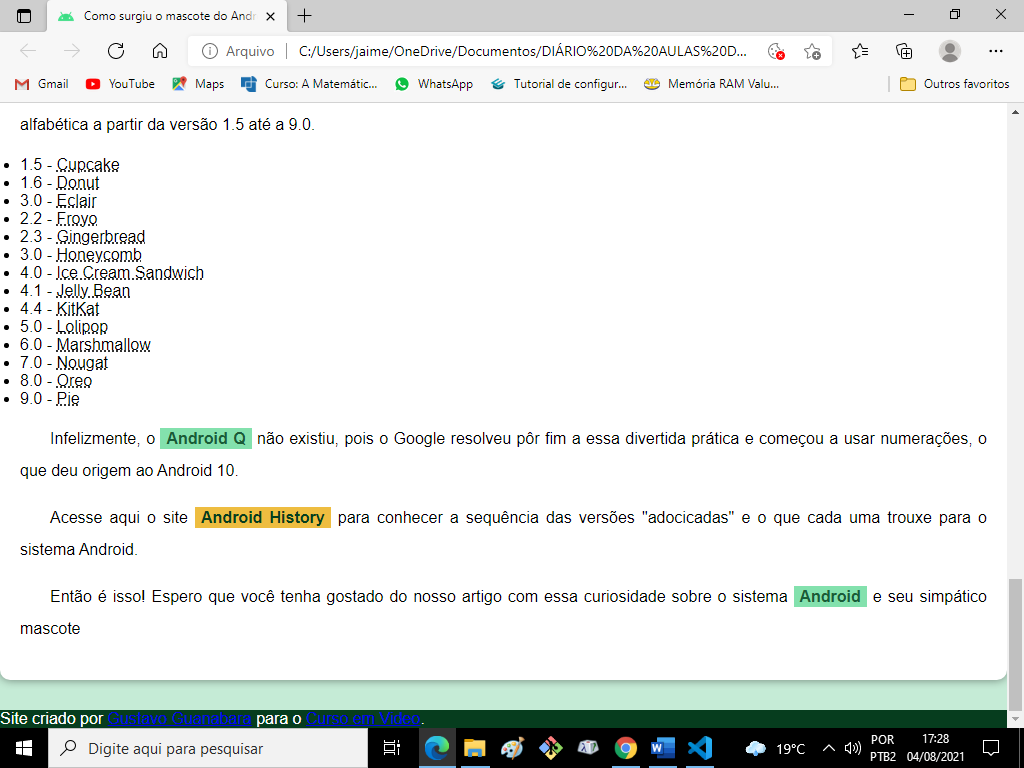 Como surgiu o mascote do Andr
Arquivo
C:/Users/jaime/OneDrive/Documentos/DIÁRIO%20DA%20AULAS%20D...
Gmail
YouTube
Maps
Curso: A Matemátic...
WhatsApp
Tutorial de configur...
Memória RAM Valu...
Outros favoritos
alfabética a partir da versão 1.5 até a 9.0.
1.5 - Cupcake
1.6 - Donut
3.0 - Eclair
2.2 - Froyo
2.3 - Gingerbread
3.0 - Honeycomb
4.0 - Ice Cream Sandwich
4.1 - Jelly Bean
4.4 - KitKat
5.0 - Lolipop
6.0 - Marshmallow
7.0 - Nougat
8.0 - Oreo
9.0 - Pie
Infelizmente, o Android Q não existiu, pois o Google resolveu pôr fim a essa divertida prática e começou a usar numerações, o
que deu origem ao Android 10.
Acesse aqui o site Android History para conhecer a sequência das versões "adocicadas" e o que cada uma trouxe para o
sistema Android.
Então é isso! Espero que você tenha gostado do nosso artigo com essa curiosidade sobre o sistema Android e seu simpático
mascote
Site criado por Gustavo Guanabara para o Curso em Video.
Digite aqui para pesquisar
19°C
POR
PTB2
17:28
04/08/2021